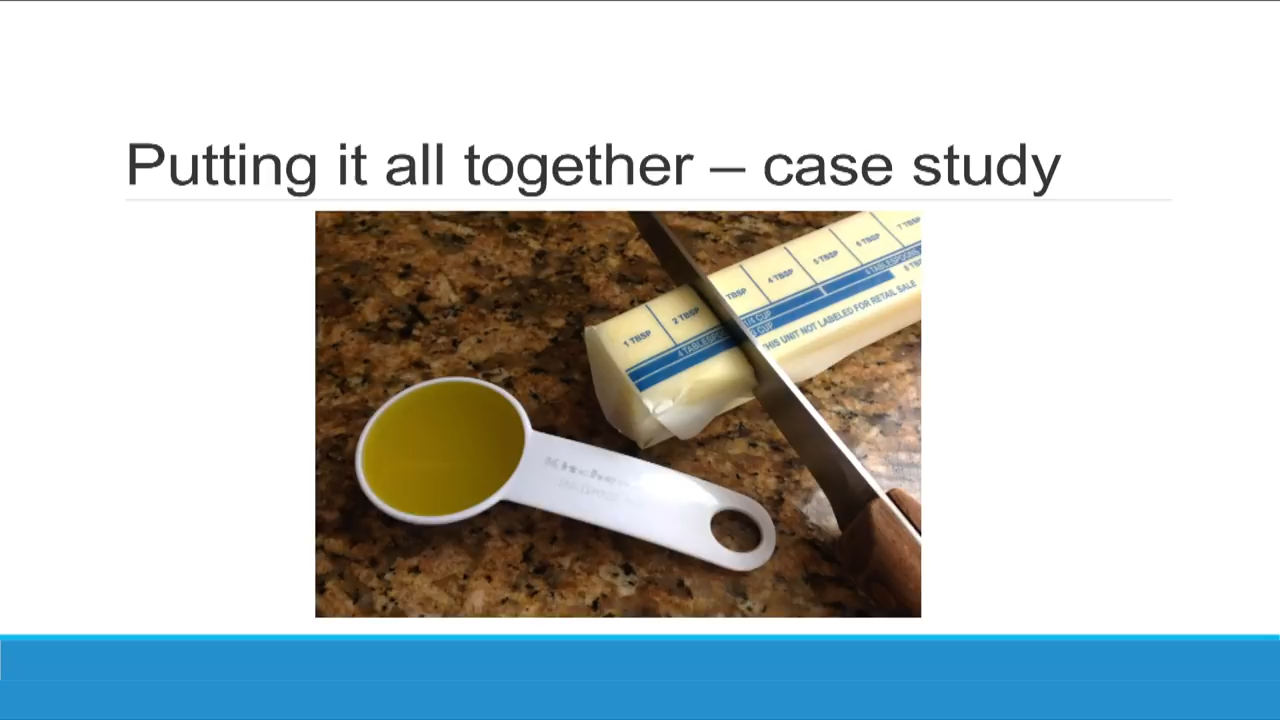 Putting it all together – case study
1 TBSP
2 TBSP
TBSP
4 TBSP
5 TBSP
6 TBSP
7 TBSP
4 TABLESPOONS
1/4 CUP
THIS UNIT NOT LABELED FOR RETAIL SALE